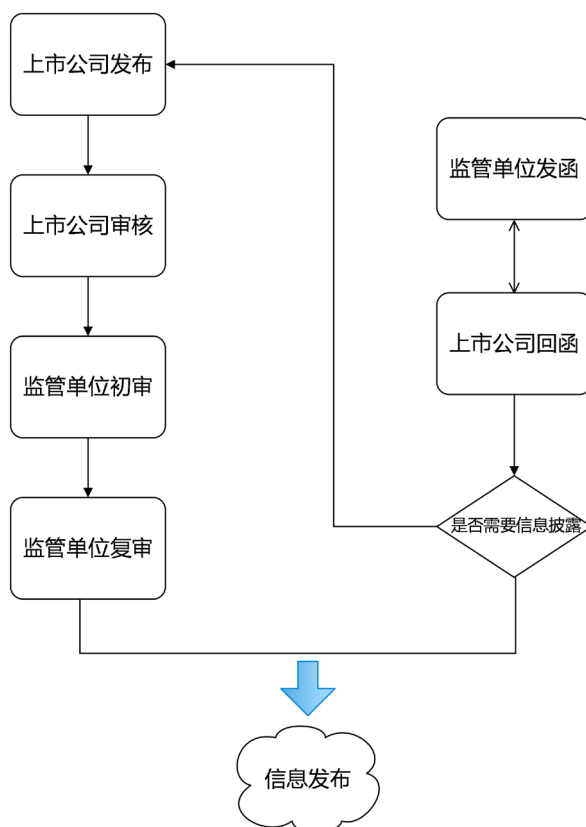 上市公司发布
监管单位发函
上市公司审核
上市公司回函
监管单位初审
是否需要信息披露
监管单位复审
信息发布